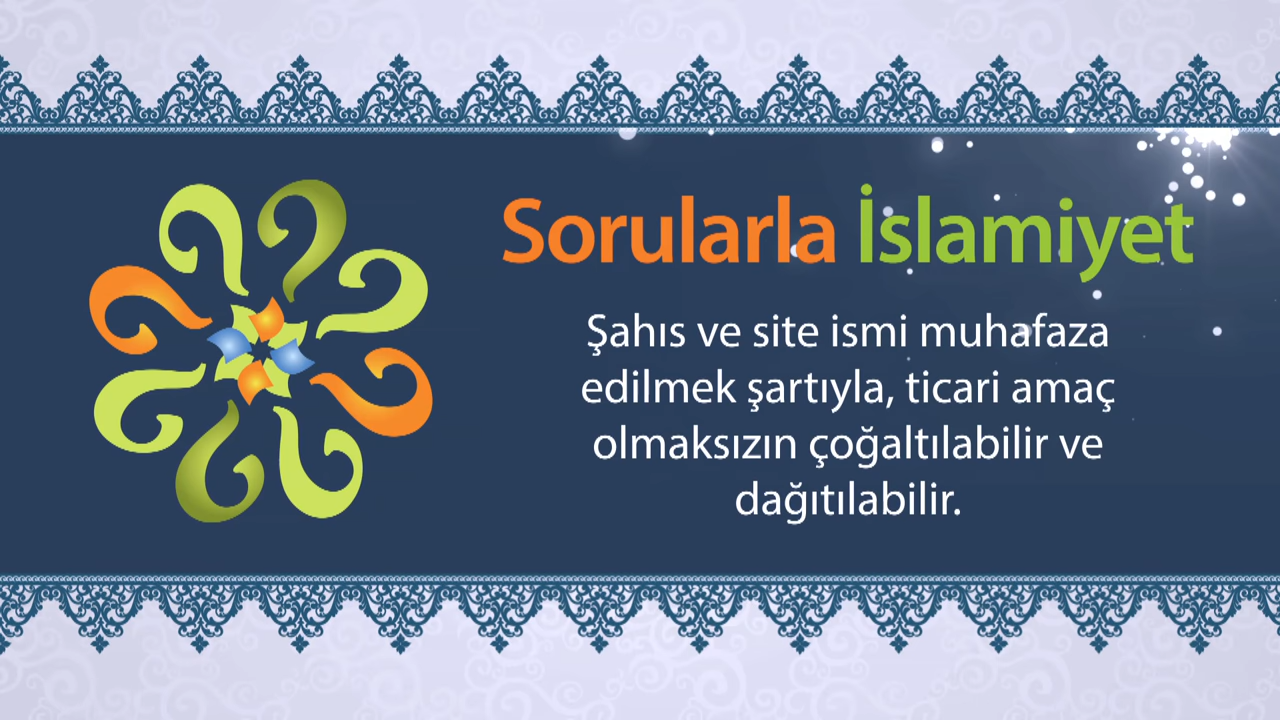 Sorularla İslamiyet
Şahıs ve site ismi muhafaza
edilmek şartıyla, ticari amaç
olmaksızın çoğaltılabilir ve
dağıtılabilir.